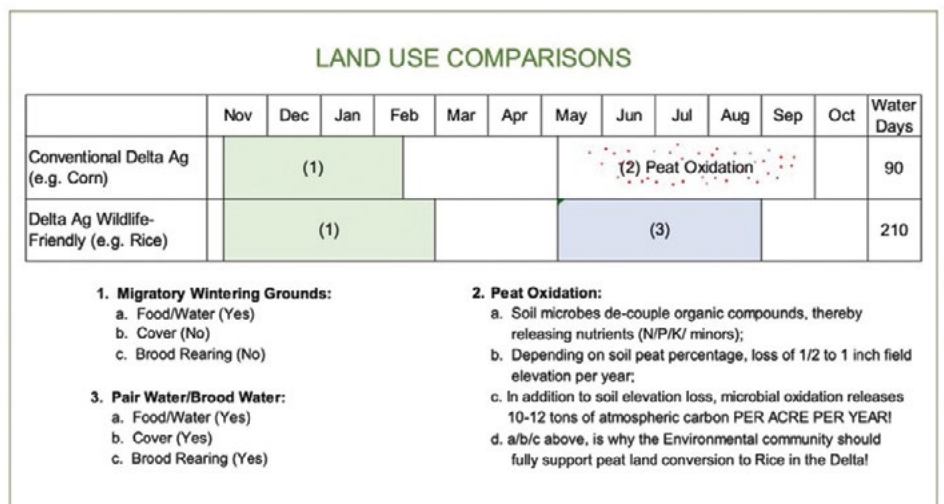 LAND USE COMPARISONS
Nov Dec Jan Feb Mar Apr May Jun Jul Aug Sep Oct Water Days
Conventional Delta Ag
(e.g. Corn)
(1)
(2) Peat Oxidation
90
Delta Ag Wildlife-
Friendly (e.g. Rice)
(1)
(3)
210
1. Migratory Wintering Grounds:
a. Food/Water (Yes)
b. Cover (No)
c. Brood Rearing (No)
3. Pair Water/Brood Water:
a. Food/Water (Yes)
b. Cover (Yes)
c. Brood Rearing (Yes)
2. Peat Oxidation:
a. Soil microbes de-couple organic compounds, thereby
releasing nutrients (N/P/K/ minors);
b. Depending on soil peat percentage, loss of 1/2 to 1 inch field
elevation per year;
c. In addition to soil elevation loss, microbial oxidation releases
10-12 tons of atmospheric carbon PER ACRE PER YEAR!
d. a/b/c above, is why the Environmental community should
fully support peat land conversion to Rice in the Delta!